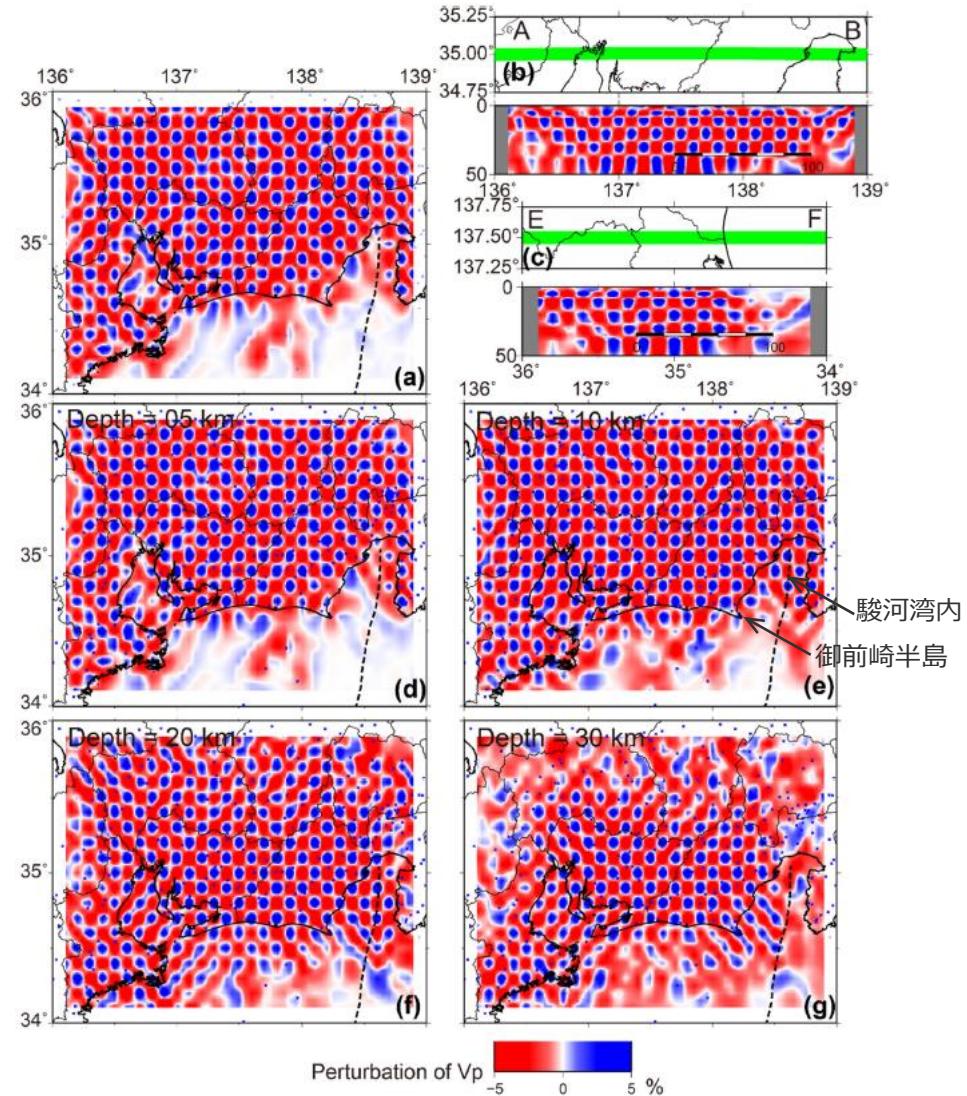 35.25°
A
B
35.00°
(b)
34.75°
136°
137°
138°
139°
36°
0
50
100
136°
137°
138°
139°
137.75°
E
F
137.50°
(c)
137.25°
35°
0
50
0
100
36
35
34
(a)
34°
136°
137°
138°
139°
36°
Depth = 05 km
Depth = 10 km
35°
駿河湾内
御前崎半島
34°
(d)
(e)
36°
Depth = 20 km
Depth = 30 km
35°
34°
(f)
(g)
Perturbation of Vp
-5
0
5
%